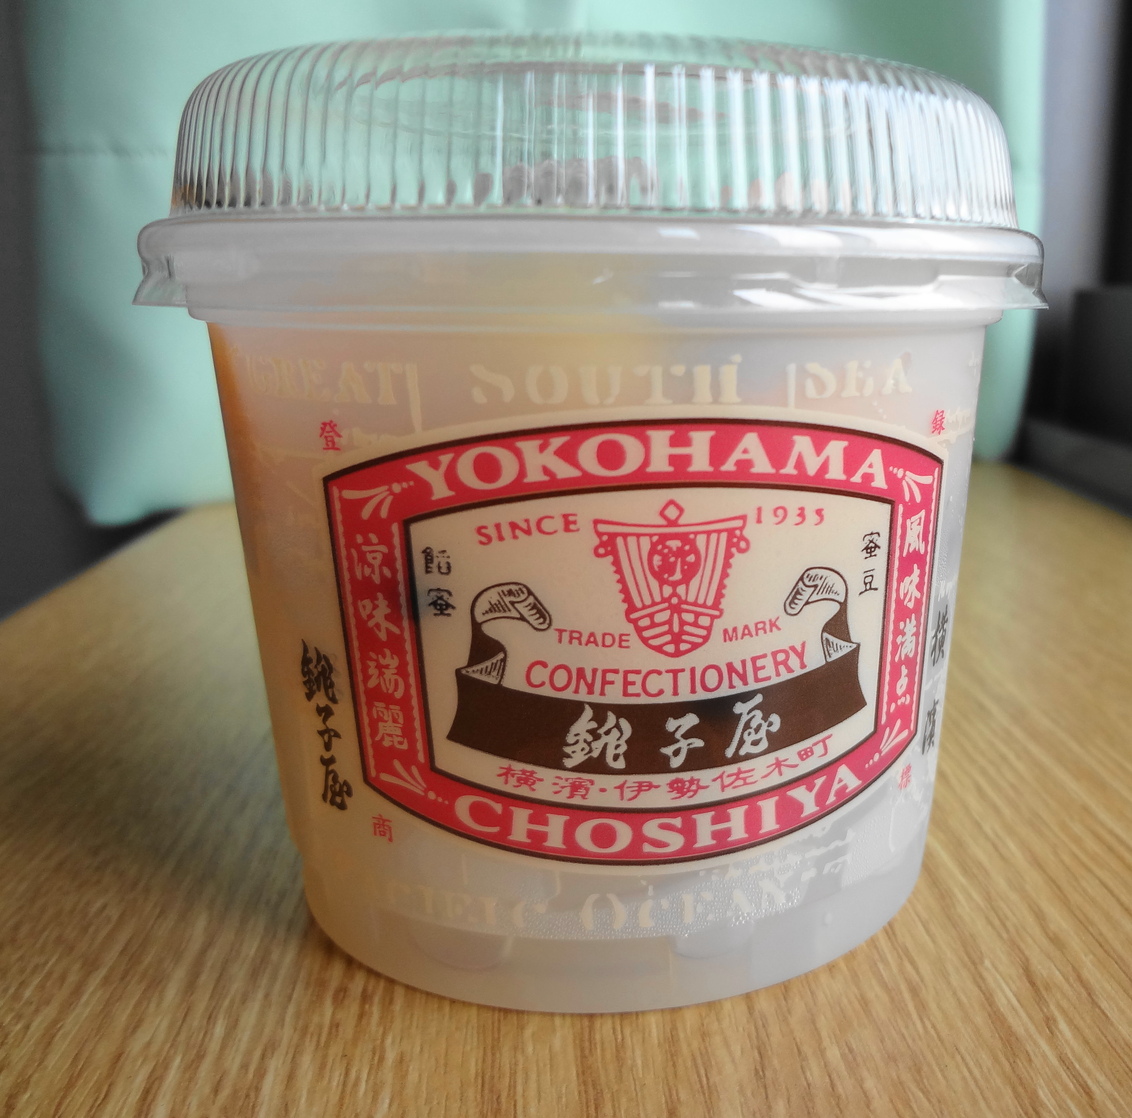 GREAT SOUTH SEA
登
録
YOKOHAMA
SINCE 1935
涼味端麗
餡蜜
蜜豆
風味満点
TRADE MARK
CONFECTIONERY
銚子屋
横濱・伊勢佐木町
CHOSHIYA
銚子屋
横濱
商
標
CIFIC OCEAN